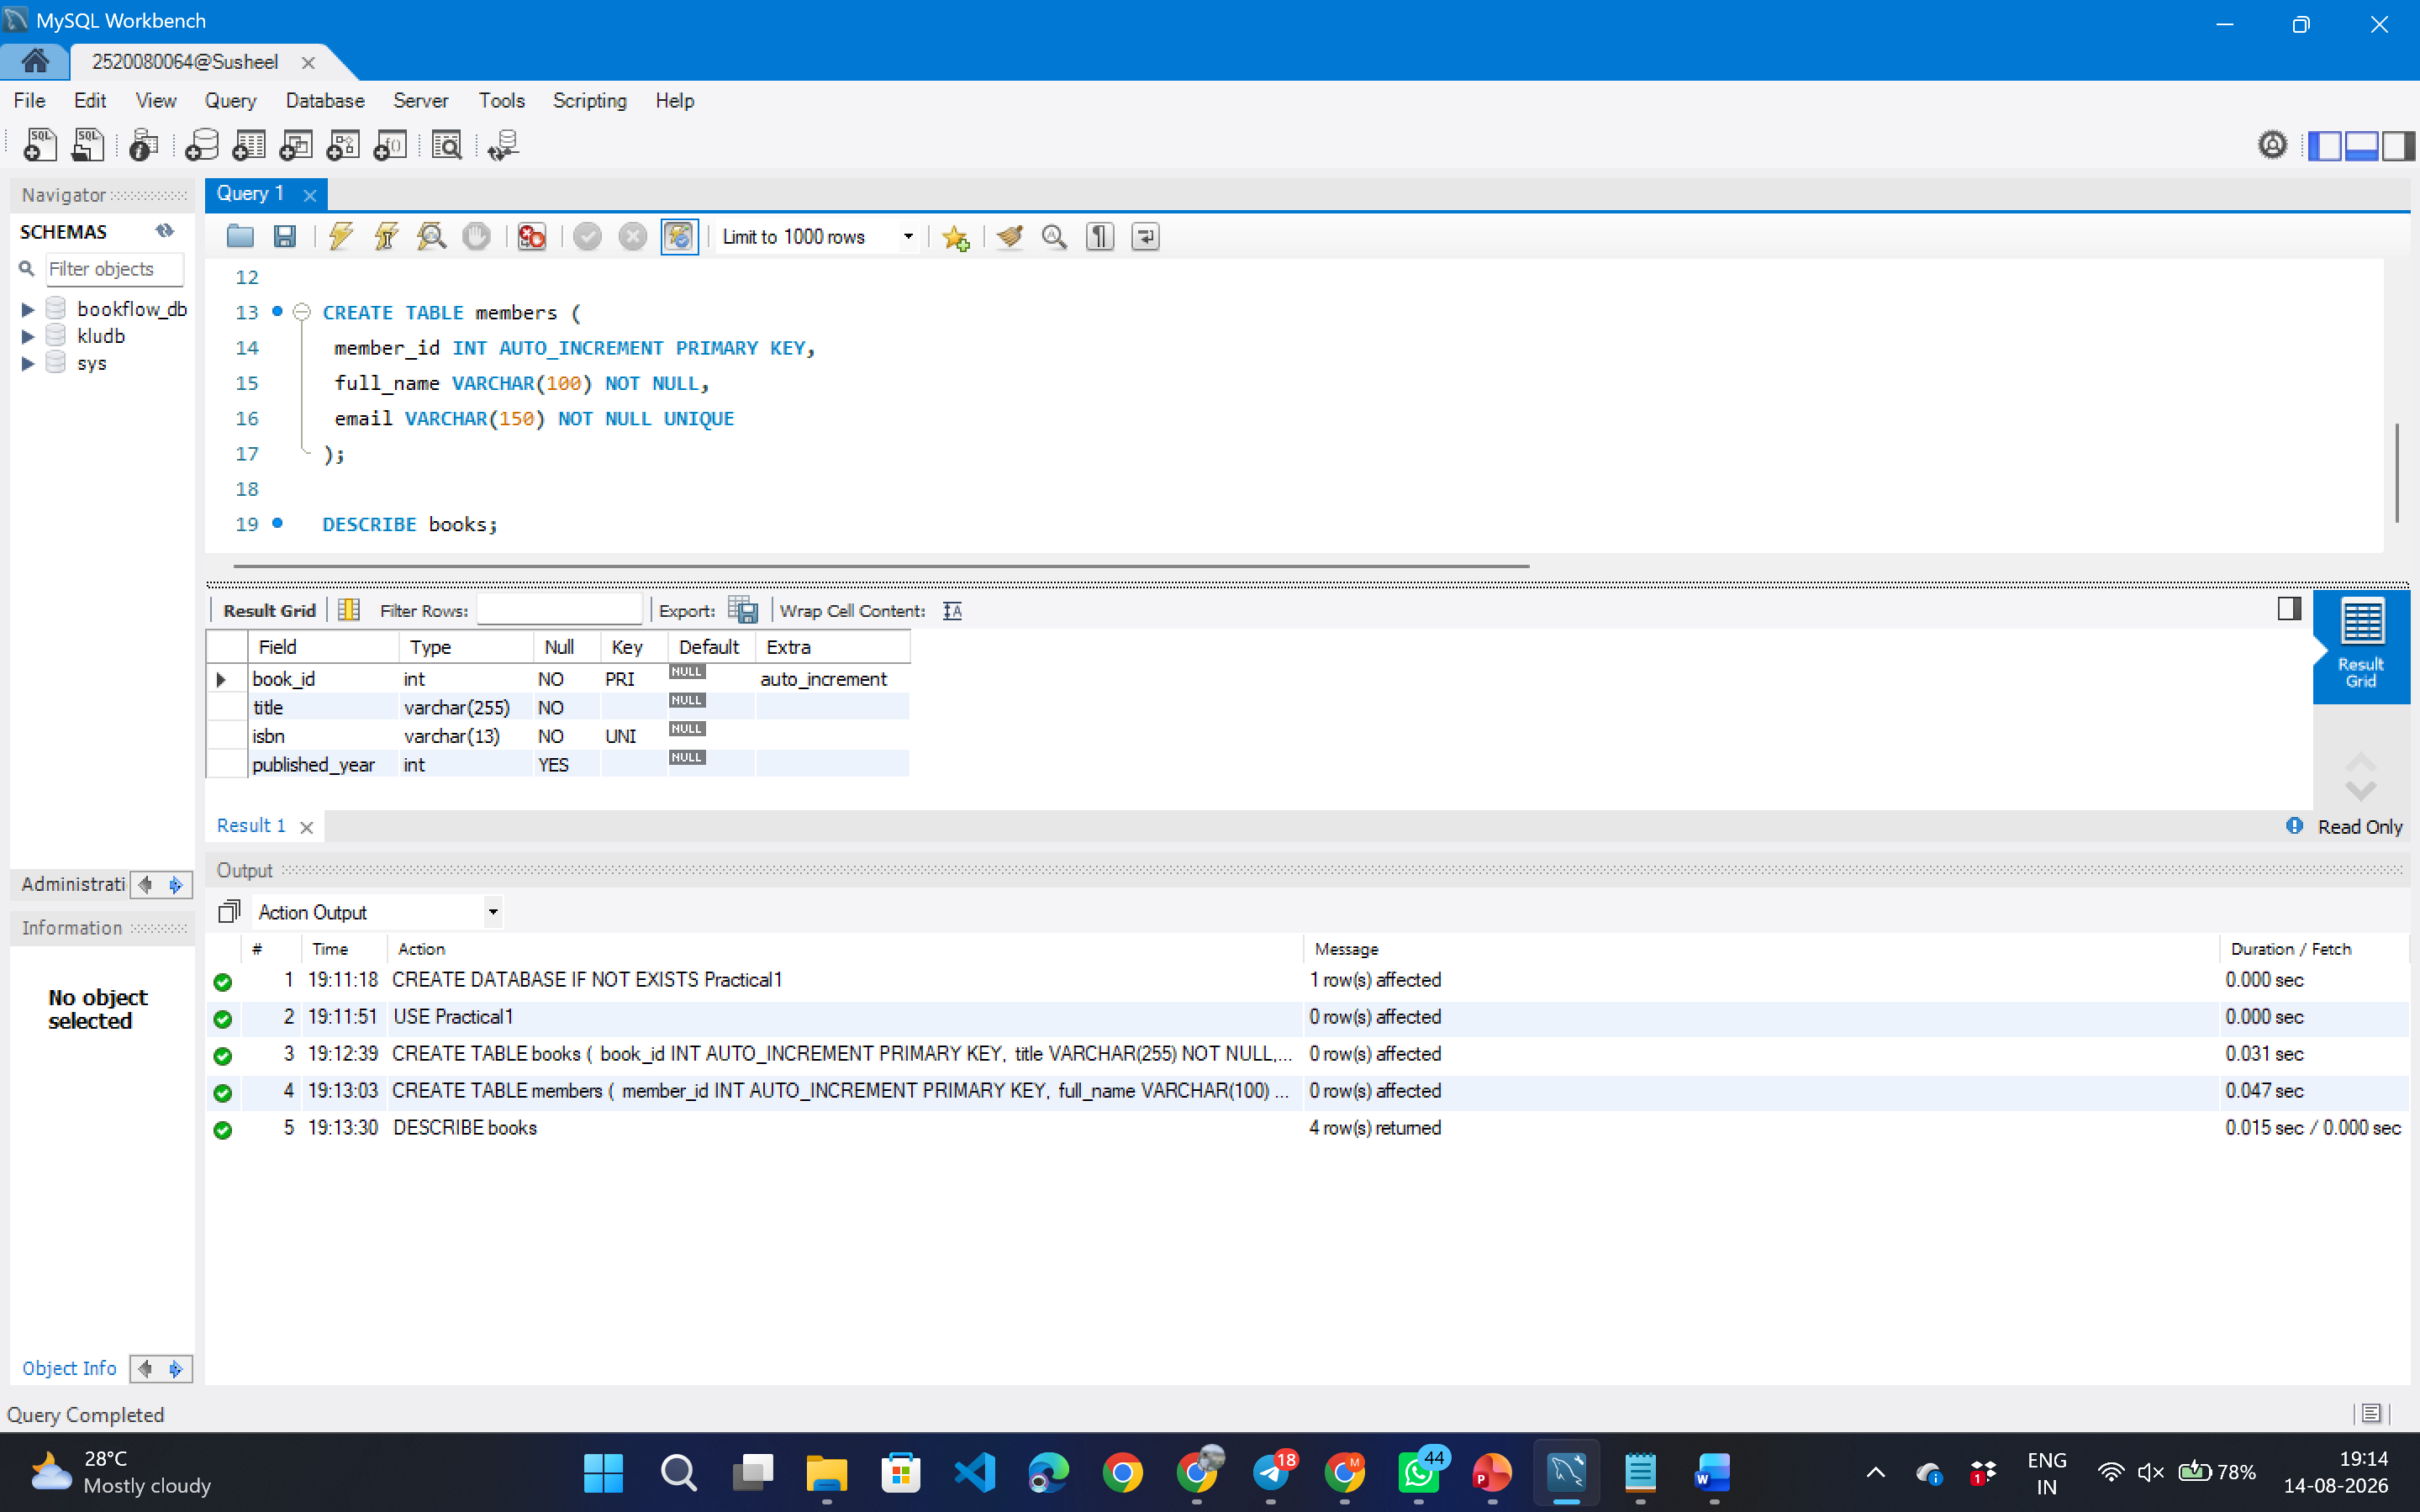 MySQL Workbench
2520080064@Susheel
File Edit View Query Database Server Tools Scripting Help
Navigator
Query 1
SCHEMAS
Limit to 1000 rows
Filter objects
bookflow_db
kludb
sys
12
13 CREATE TABLE members (
14 member_id INT AUTO_INCREMENT PRIMARY KEY,
15 full_name VARCHAR(100) NOT NULL,
16 email VARCHAR(150) NOT NULL UNIQUE
17 );
18
19 DESCRIBE books;
Result Grid Filter Rows: Export: Wrap Cell Content:
Result Grid
Field Type Null Key Default Extra
book_id int NO PRI NULL auto_increment
title varchar(255) NO NULL
isbn varchar(13) NO UNI NULL
published_year int YES NULL
Result 1
Read Only
Output
Administrati
Action Output
Information
# Time Action Message Duration / Fetch
1 19:11:18 CREATE DATABASE IF NOT EXISTS Practical1 1 row(s) affected 0.000 sec
2 19:11:51 USE Practical1 0 row(s) affected 0.000 sec
3 19:12:39 CREATE TABLE books ( book_id INT AUTO_INCREMENT PRIMARY KEY, title VARCHAR(255) NOT NULL,... 0 row(s) affected 0.031 sec
4 19:13:03 CREATE TABLE members ( member_id INT AUTO_INCREMENT PRIMARY KEY, full_name VARCHAR(100) ... 0 row(s) affected 0.047 sec
5 19:13:30 DESCRIBE books 4 row(s) returned 0.015 sec / 0.000 sec
No object
selected
Object Info
Query Completed
28°C
Mostly cloudy
18
M
44
P
W
1
ENG
IN
78%
19:14
14-08-2026